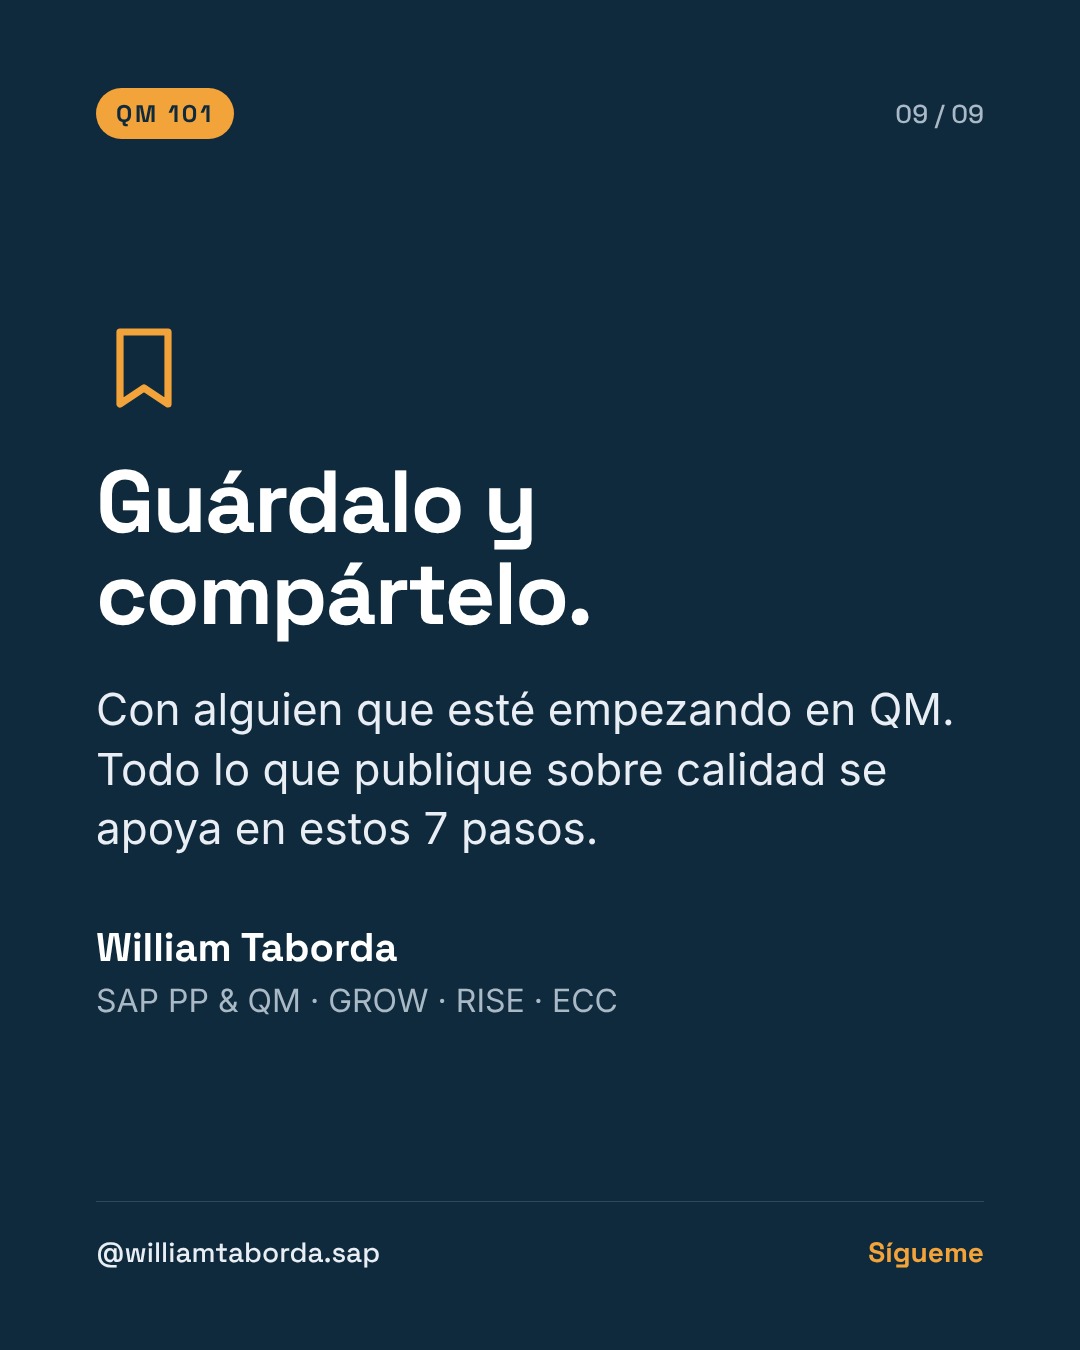 QM 101
09 / 09
Guárdalo y
compártelo.
Con alguien que esté empezando en QM.
Todo lo que publique sobre calidad se
apoya en estos 7 pasos.
William Taborda
SAP PP & QM · GROW · RISE · ECC
@williamtaborda.sap
Sígueme